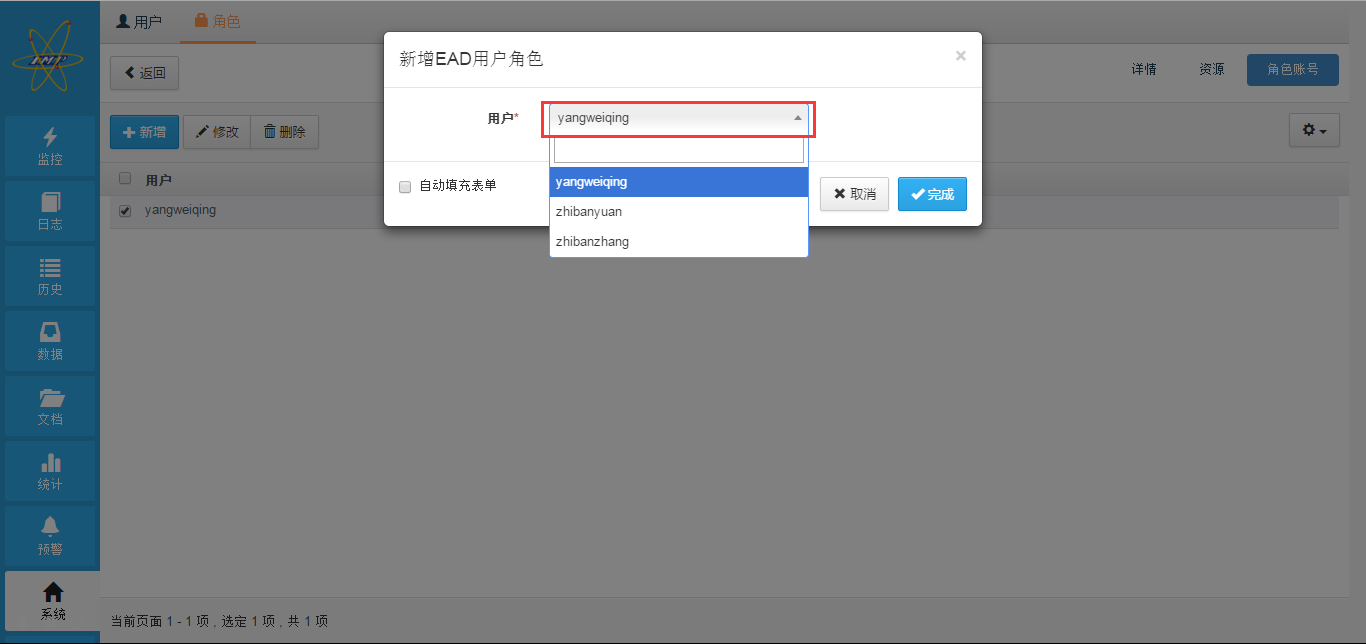 用户
角色
返回
详情
资源
角色账号
新增
修改
删除
用户
yangweiqing
新增EAD用户角色
×
用户*
yangweiqing
yangweiqing
zhibanyuan
zhibanzhang
自动填充表单
取消
完成
监控
日志
历史
数据
文档
统计
预警
系统
当前页面 1 - 1 项 , 选定 1 项 , 共 1 项